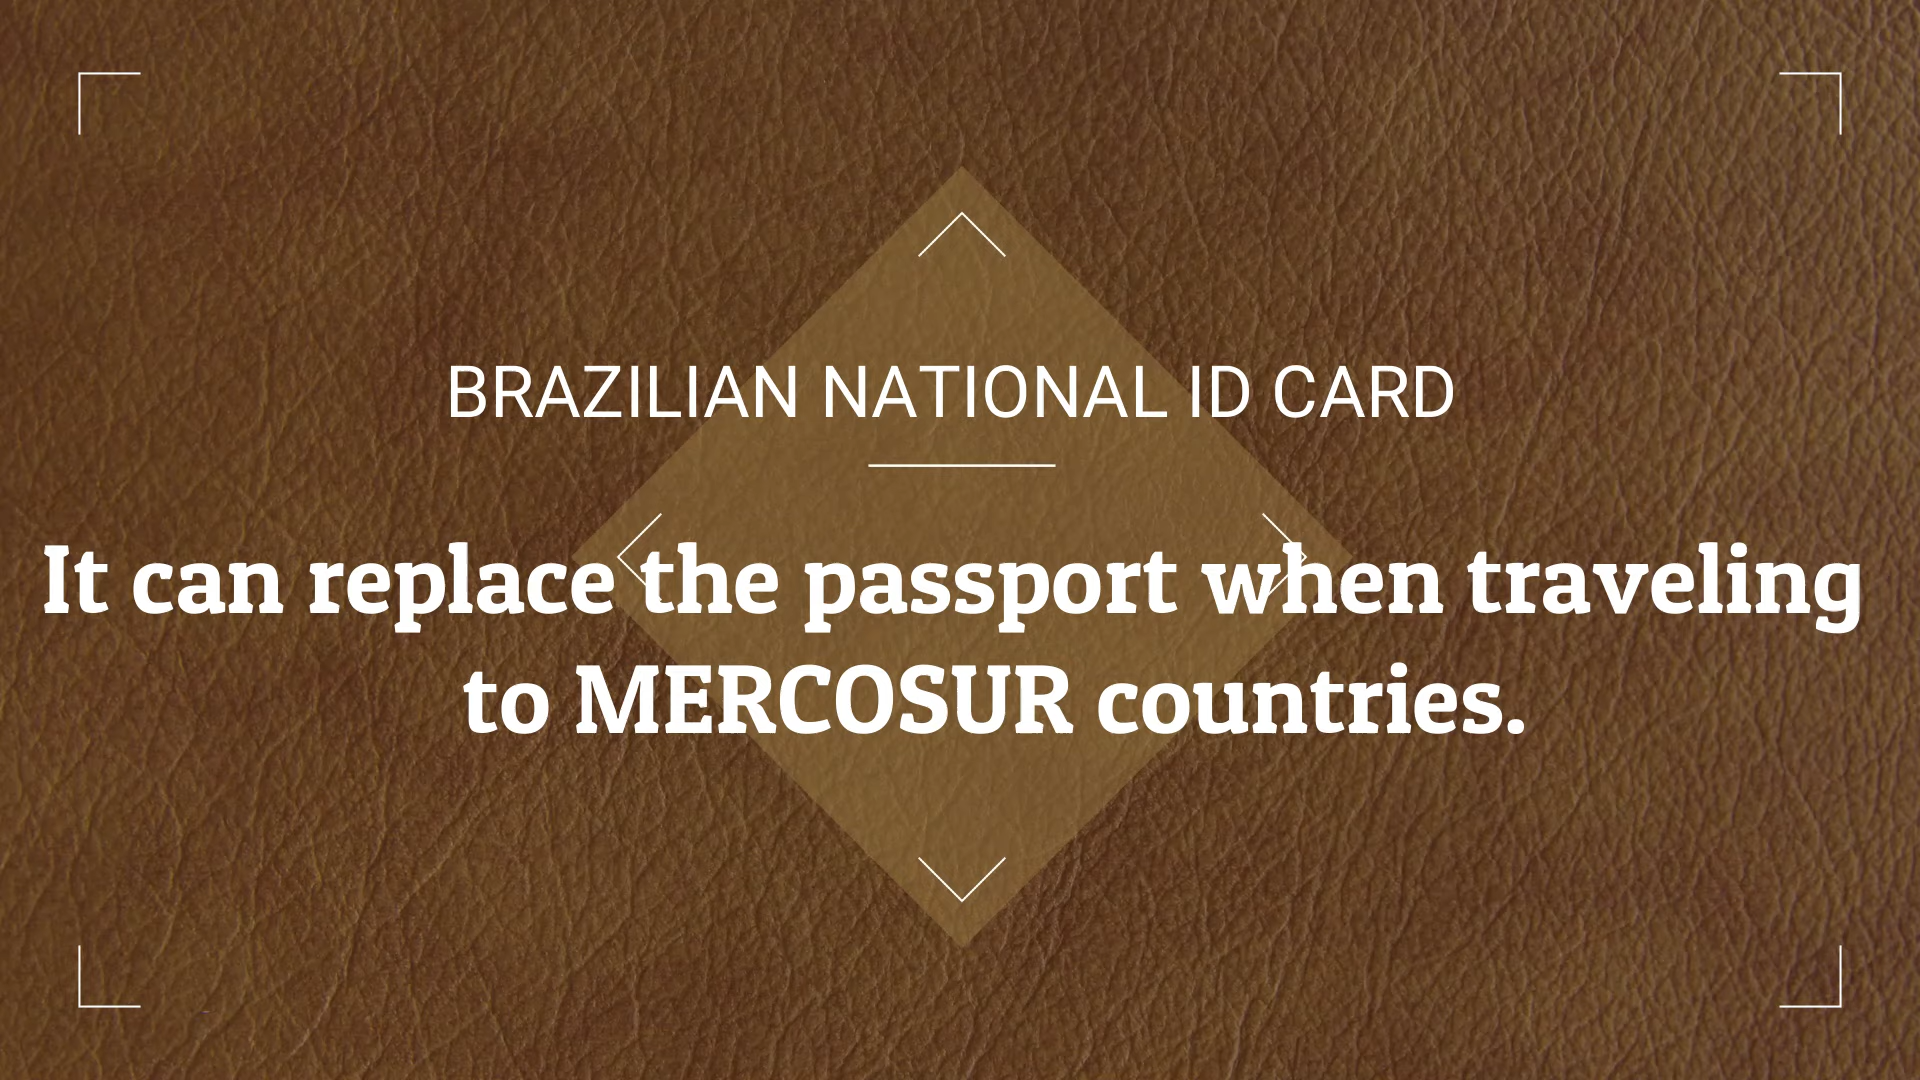 BRAZILIAN NATIONAL ID CARD
It can replace the passport when traveling
to MERCOSUR countries.